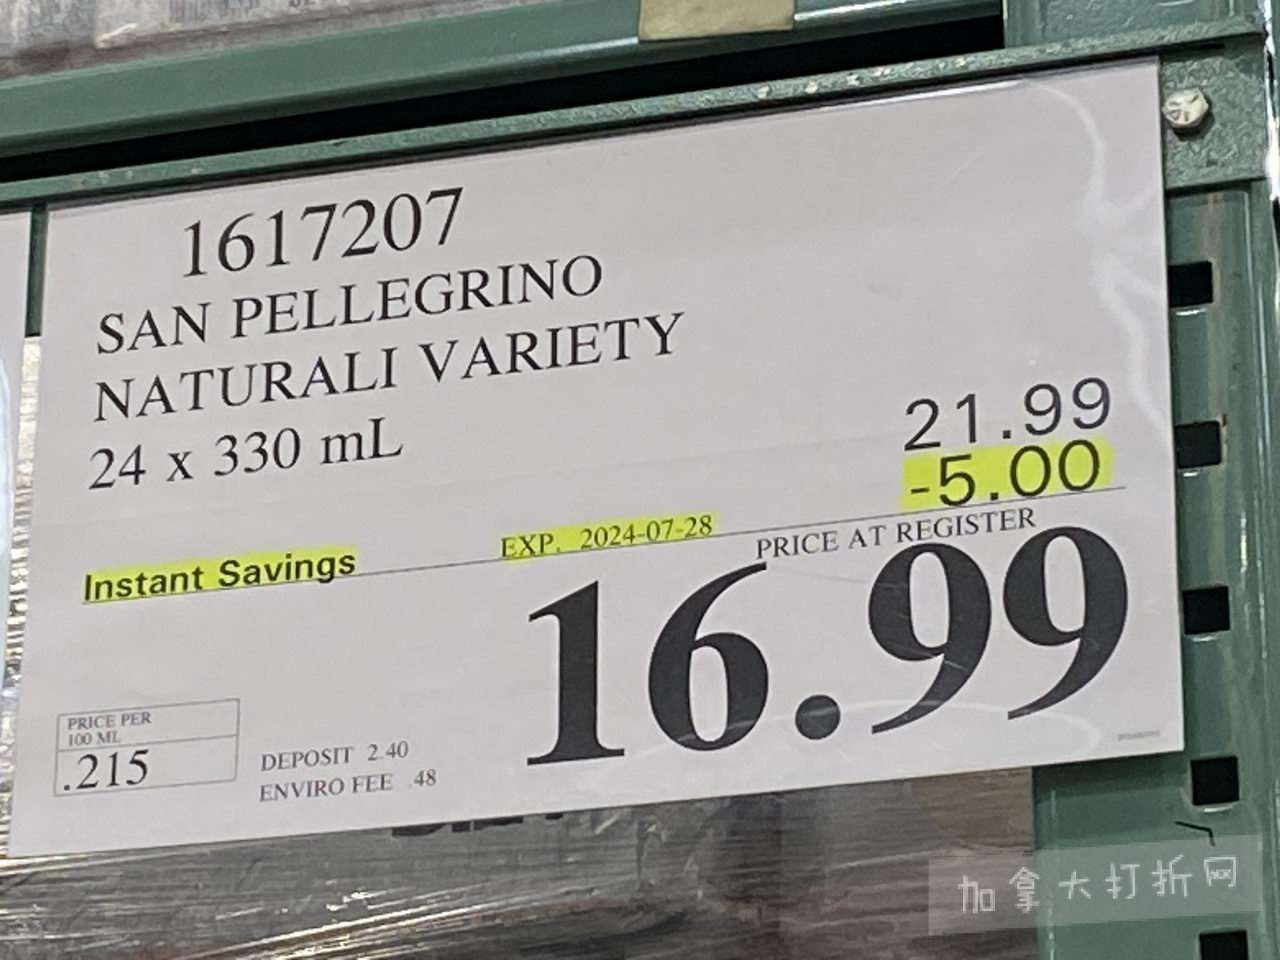 1617207
SAN PELLEGRINO
NATURALI VARIETY
24 x 330 mL
21.99
-5.00
Instant Savings
EXP. 2024-07-28
PRICE AT REGISTER
16.99
PRICE PER
100 ML
.215
DEPOSIT 2.40
ENVIRO FEE .48
加拿大打折网